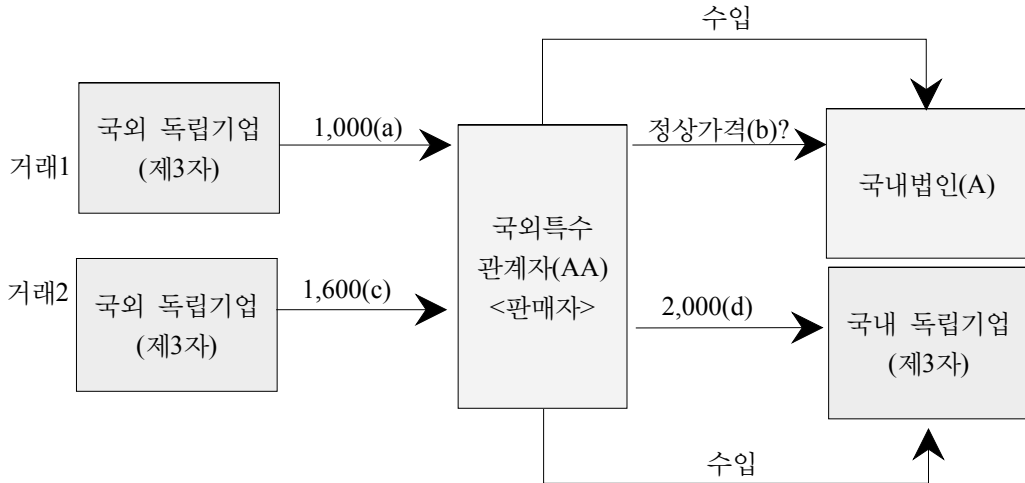 수입
국외 독립기업
(제3자)
1,000(a)
정상가격(b)?
거래1
국내법인(A)
국외특수
관계자(AA)
<판매자>
거래2
국외 독립기업
(제3자)
1,600(c)
2,000(d)
국내 독립기업
(제3자)
수입